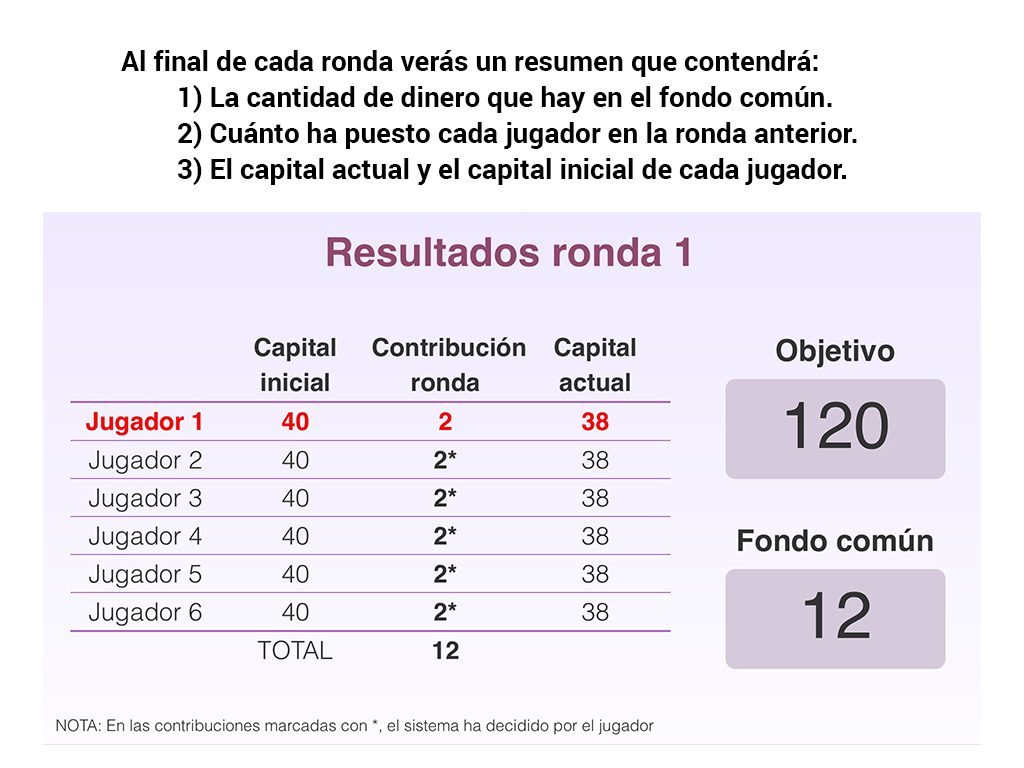 Al final de cada ronda verás un resumen que contendrá:
1) La cantidad de dinero que hay en el fondo común.
2) Cuánto ha puesto cada jugador en la ronda anterior.
3) El capital actual y el capital inicial de cada jugador.
Resultados ronda 1
Capital inicial Contribución ronda Capital actual
Jugador 1 40 2 38
Jugador 2 40 2* 38
Jugador 3 40 2* 38
Jugador 4 40 2* 38
Jugador 5 40 2* 38
Jugador 6 40 2* 38
TOTAL 12
Objetivo
120
Fondo común
12
NOTA: En las contribuciones marcadas con *, el sistema ha decidido por el jugador